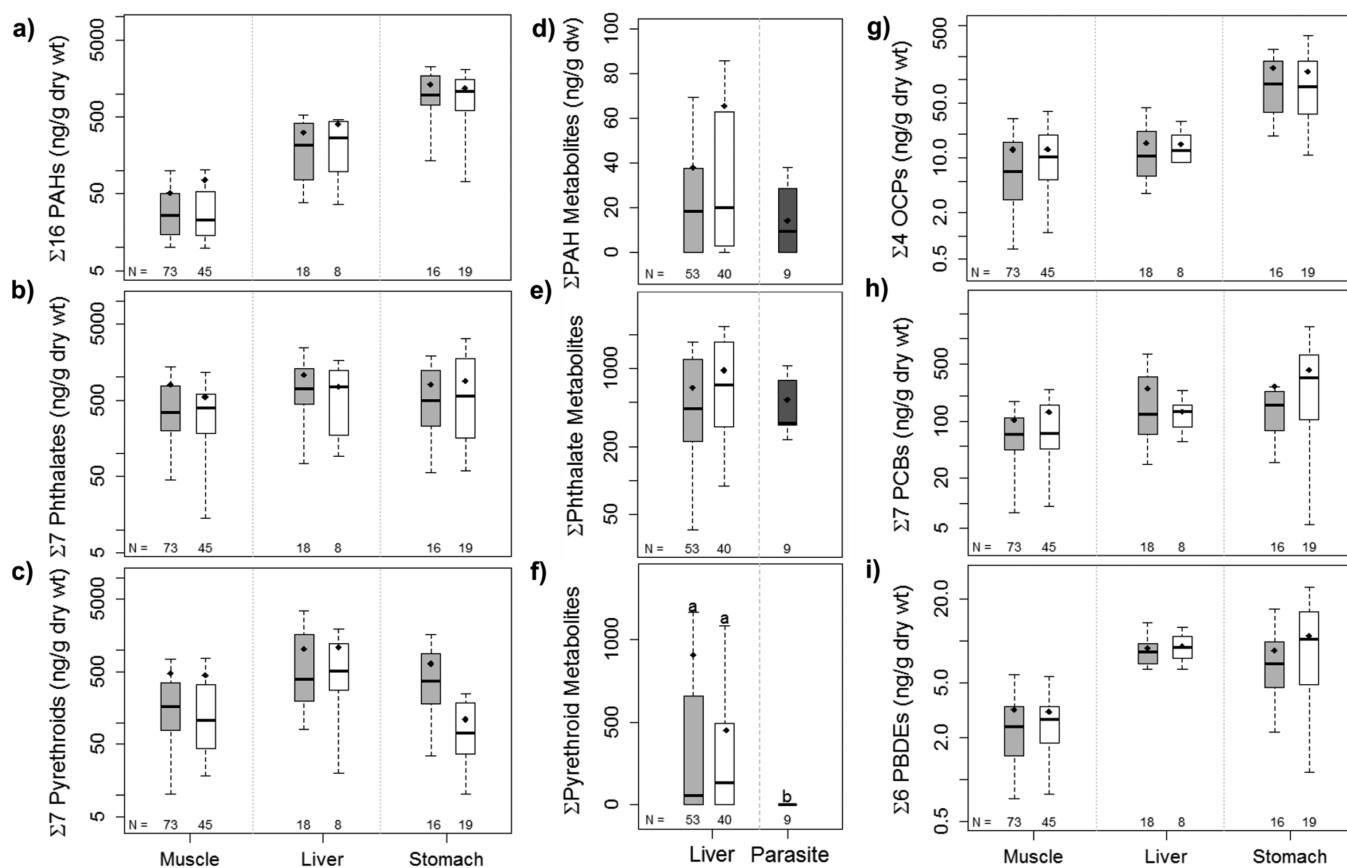 a)
Σ16 PAHs (ng/g dry wt)
5000
500
50
5
N = 73 45 18 8 16 19
b)
Σ7 Phthalates (ng/g dry wt)
5000
500
50
5
N = 73 45 18 8 16 19
c)
Σ7 Pyrethroids (ng/g dry wt)
5000
500
50
5
N = 73 45 18 8 16 19
Muscle Liver Stomach
d)
ΣPAH Metabolites (ng/g dw)
100
80
60
40
20
0
N = 53 40 9
e)
ΣPhthalate Metabolites
1000
200
50
N = 53 40 9
f)
ΣPyrethroid Metabolites
1000
500
0
a a b
N = 53 40 9
Liver Parasite
g)
Σ4 OCPs (ng/g dry wt)
500
50.0
10.0
2.0
0.5
N = 73 45 18 8 16 19
h)
Σ7 PCBs (ng/g dry wt)
500
100
20
5
N = 73 45 18 8 16 19
i)
Σ6 PBDEs (ng/g dry wt)
20.0
5.0
2.0
0.5
N = 73 45 18 8 16 19
Muscle Liver Stomach